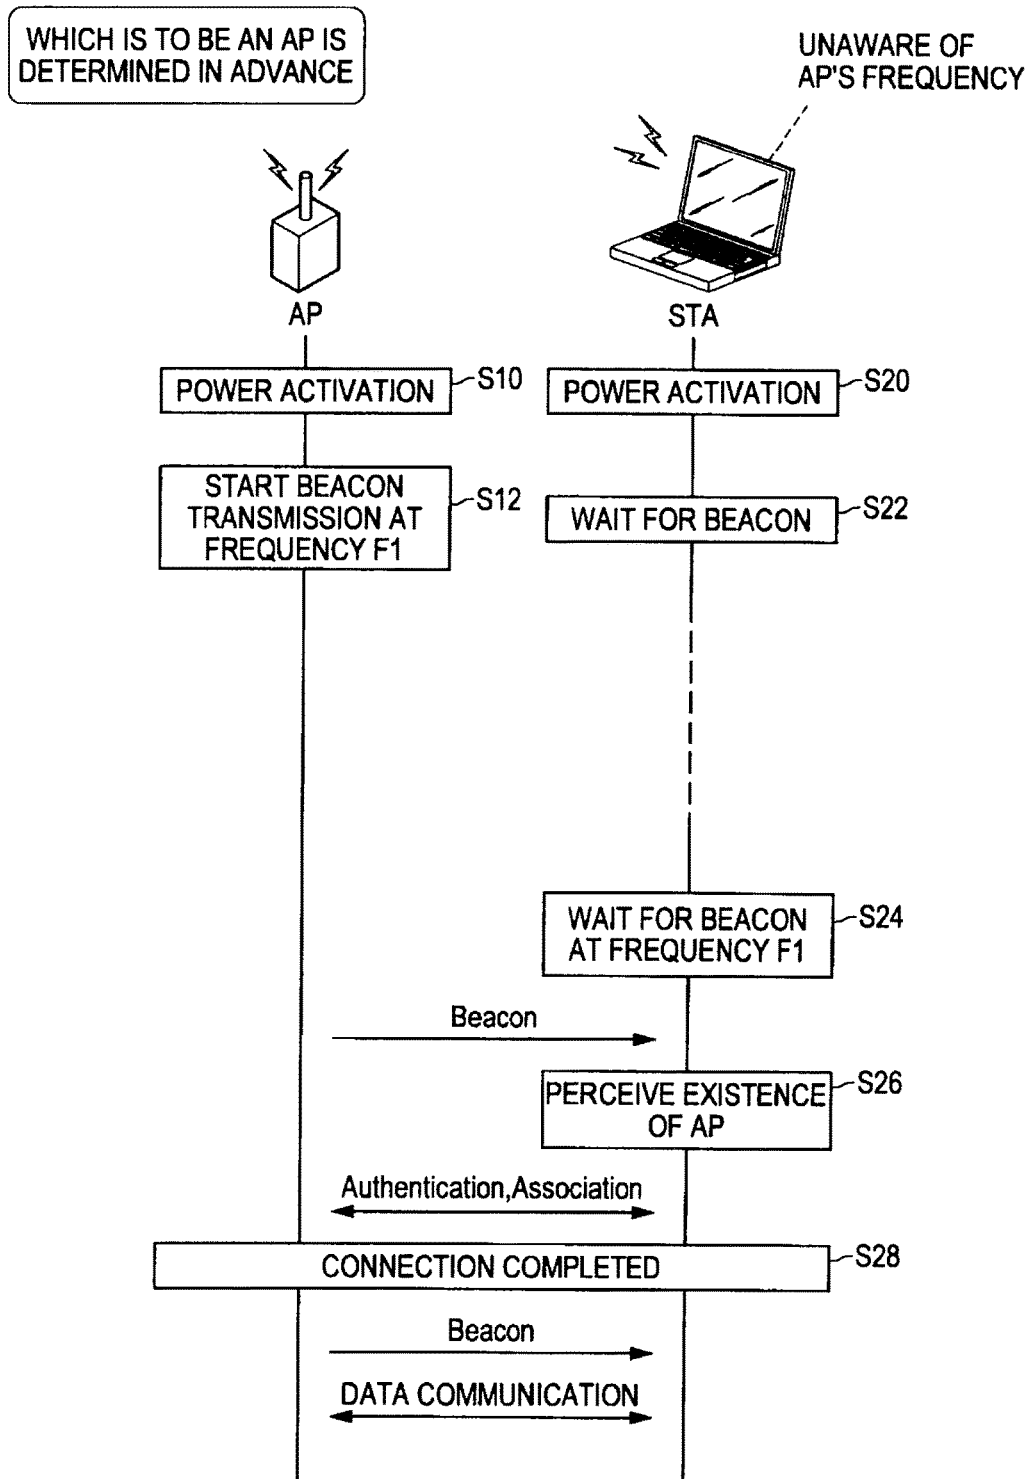 WHICH IS TO BE AN AP IS
DETERMINED IN ADVANCE
UNAWARE OF
AP'S FREQUENCY
AP
STA
POWER ACTIVATION
S10
POWER ACTIVATION
S20
START BEACON
TRANSMISSION AT
FREQUENCY F1
S12
WAIT FOR BEACON
S22
WAIT FOR BEACON
AT FREQUENCY F1
S24
Beacon
PERCEIVE EXISTENCE
OF AP
S26
Authentication,Association
CONNECTION COMPLETED
S28
Beacon
DATA COMMUNICATION